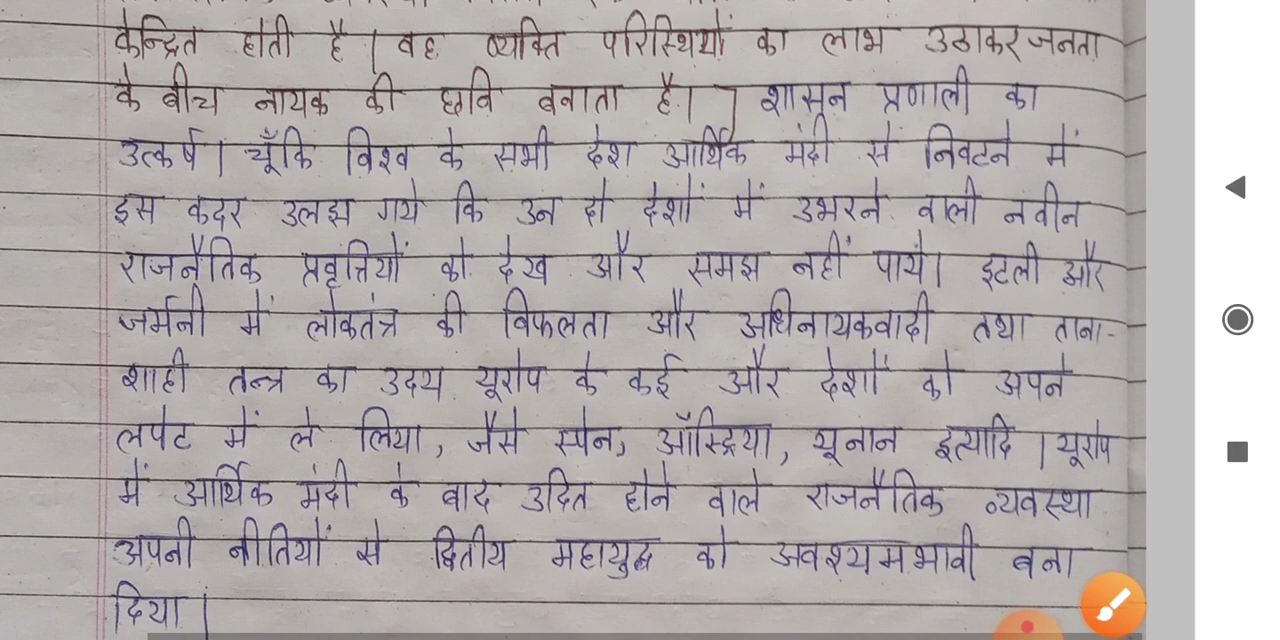 केन्द्रित होती है। वह व्यक्ति परिस्थियों का लाभ उठाकर जनता
के बीच नायक की छवि बनाता है।] शासन प्रणाली का
उत्कर्ष। चूँकि विश्व के सभी देश आर्थिक मंदी से निवटने में
इस कदर उलझ गये कि उन दो देशों में उभरने वाली नवीन
राजनैतिक प्रवृत्तियों को देख और समझ नहीं पाये। इटली और
जर्मनी में लोकतंत्र की विफलता और अधिनायकवादी तथा ताना-
शाही तन्त्र का उदय यूरोप के कई और देशों को अपने
लपेट में ले लिया, जैसे स्पेन, ऑस्ट्रिया, यूनान इत्यादि। यूरोप
में आर्थिक मंदी के बाद उदित होने वाले राजनैतिक व्यवस्था
अपनी नीतियों से द्वितीय महायुद्ध को अवश्यमभावी बना
दिया।